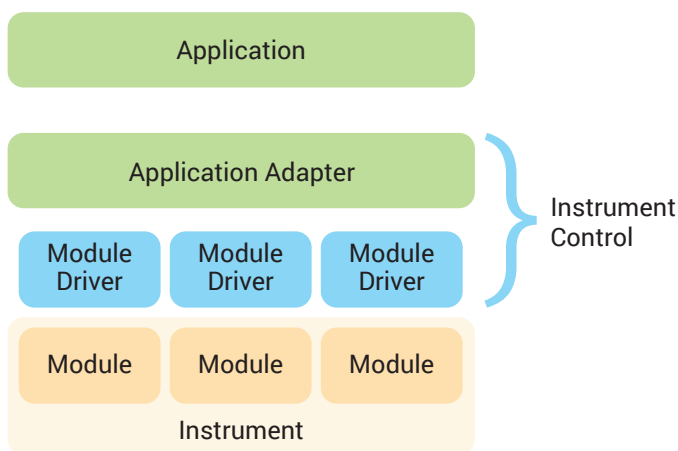 Application
Application Adapter
Instrument
Control
Module
Driver
Module
Driver
Module
Driver
Module
Module
Module
Instrument